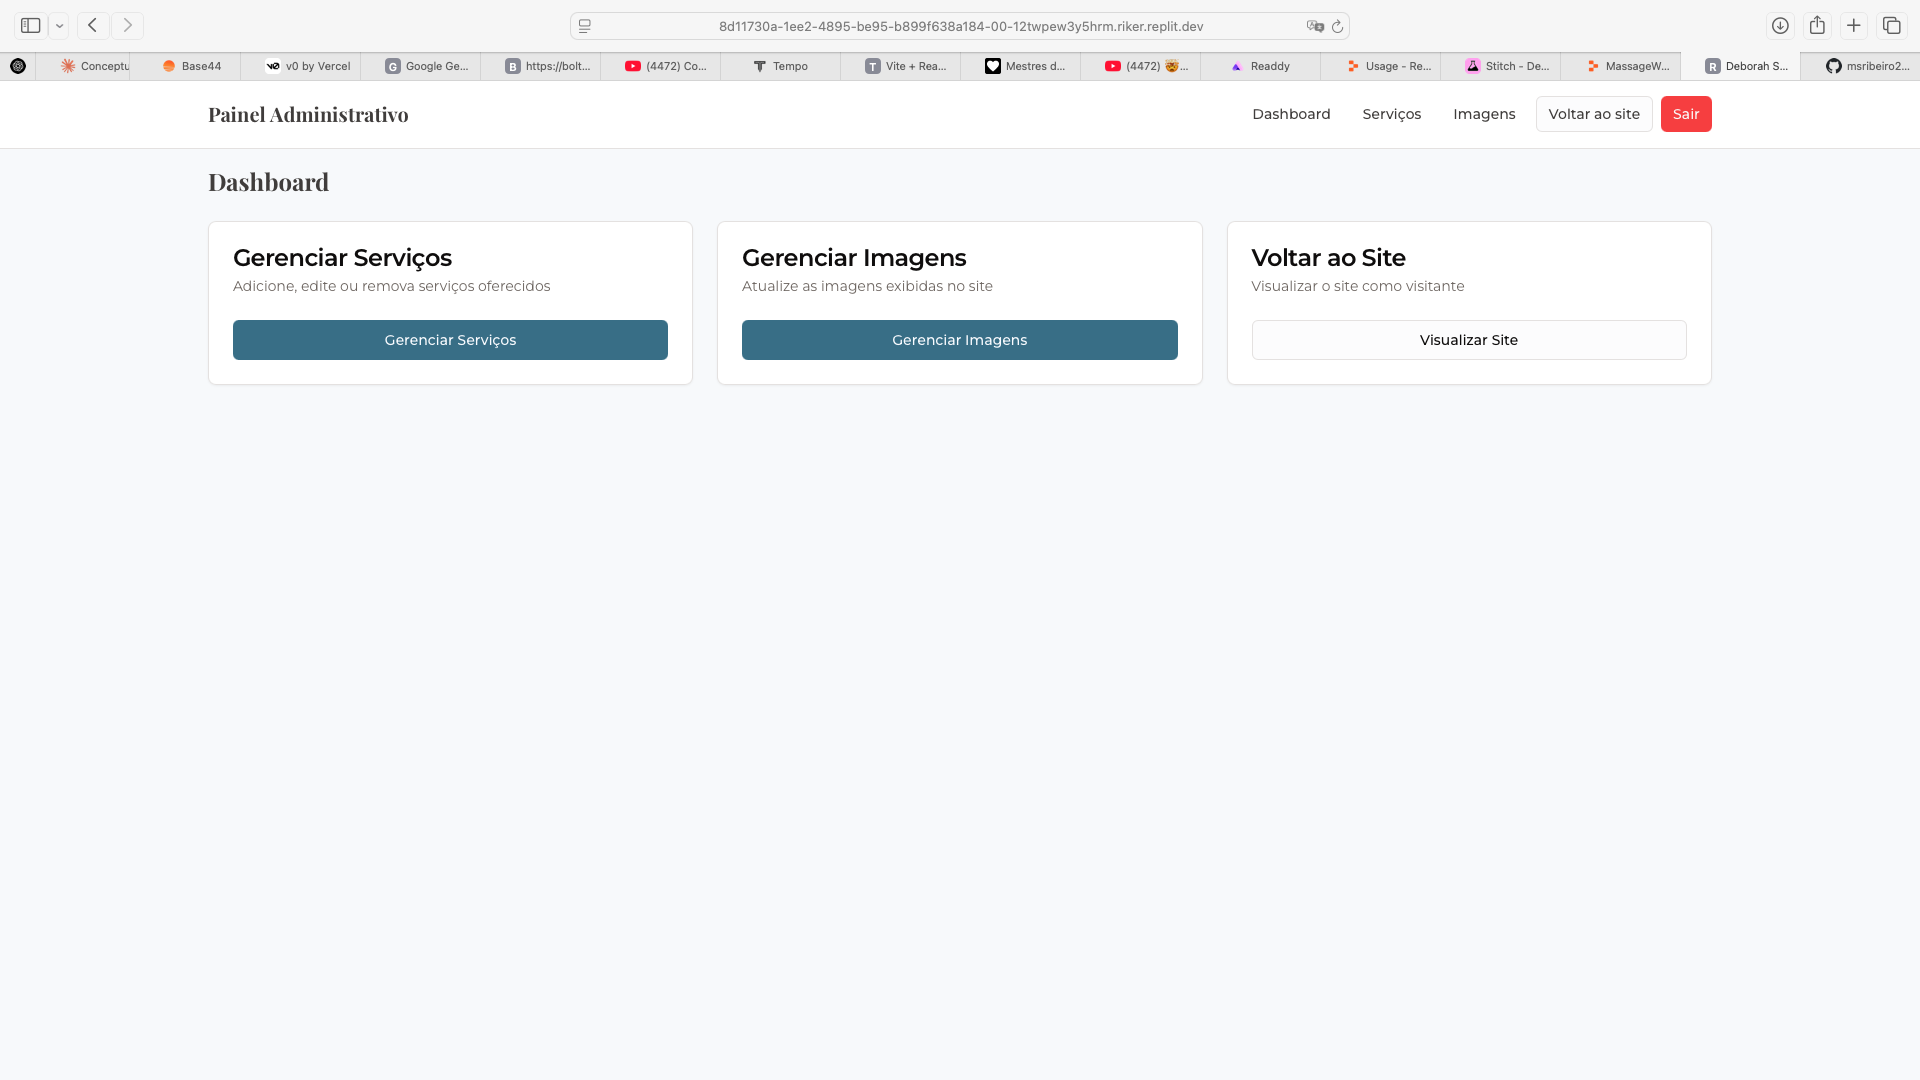 8d11730a-1ee2-4895-be95-b899f638a184-00-12twpew3y5hrm.riker.replit.dev
Conceptu
Base44
v0 by Vercel
G Google Ge...
B https://bolt...
(4472) Co...
Tempo
T Vite + Rea...
Mestres d...
(4472) 🤯...
Readdy
Usage - Re...
Stitch - De...
MassageW...
R Deborah S...
msribeiro2...
Painel Administrativo
Dashboard
Serviços
Imagens
Voltar ao site
Sair
Dashboard
Gerenciar Serviços
Adicione, edite ou remova serviços oferecidos
Gerenciar Serviços
Gerenciar Imagens
Atualize as imagens exibidas no site
Gerenciar Imagens
Voltar ao Site
Visualizar o site como visitante
Visualizar Site